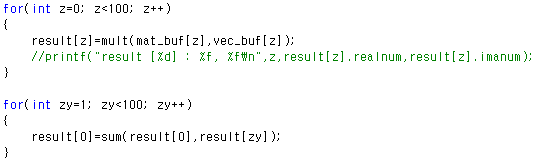 for(int z=0; z<100; z++)
{
result[z]=mult(mat_buf[z],vec_buf[z]);
//printf("result [%d] : %f, %f₩n",z,result[z].realnum,result[z].imanum);
}
for(int zy=1; zy<100; zy++)
{
result[0]=sum(result[0],result[zy]);
}